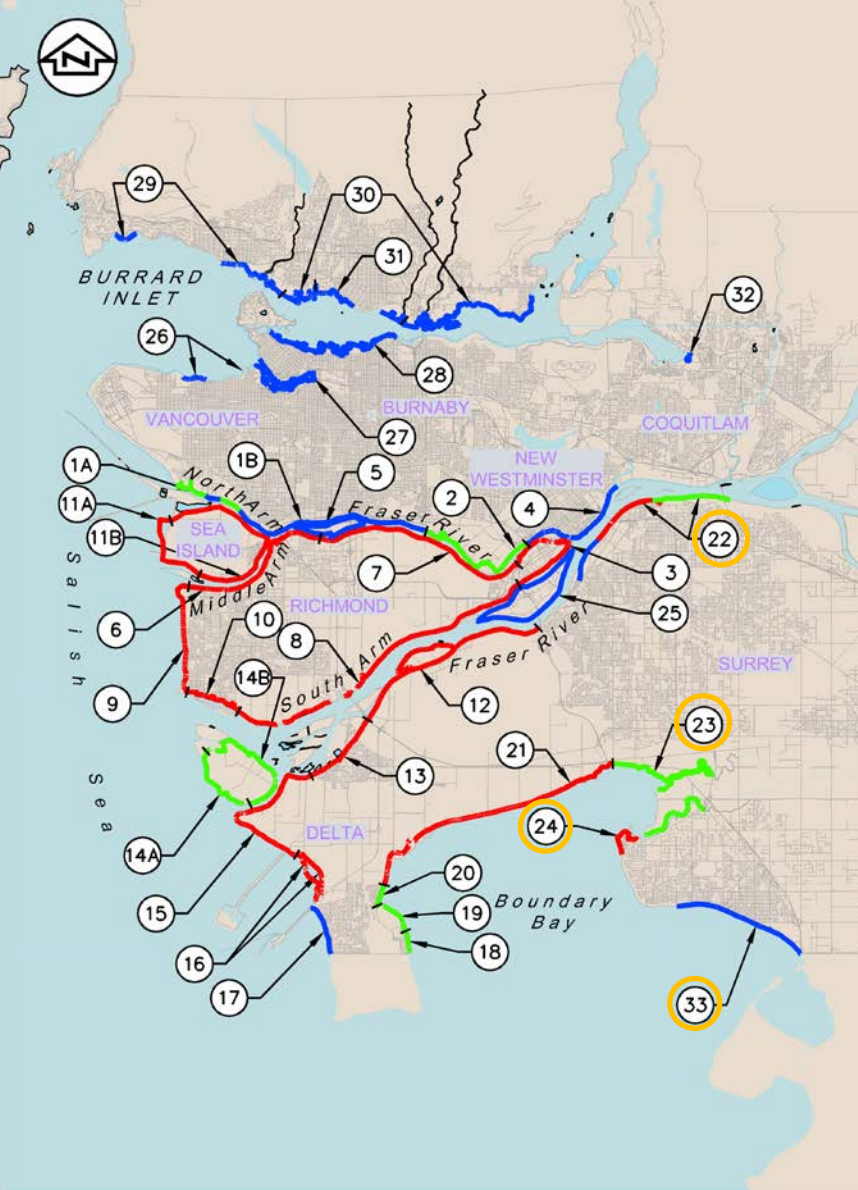 N
29
30
31
BURRARD
INLET
32
26
28
27
VANCOUVER
BURNABY
COQUITLAM
NEW
WESTMINSTER
1A
1B
5
2
4
North Arm
Fraser River
11A
11B
SEA
ISLAND
22
7
3
Middle Arm
RICHMOND
6
10
8
25
Fraser River
South Arm
14B
9
12
SURREY
23
21
13
24
DELTA
14A
20
Boundary
Bay
15
19
18
16
17
33
Salish
Sea